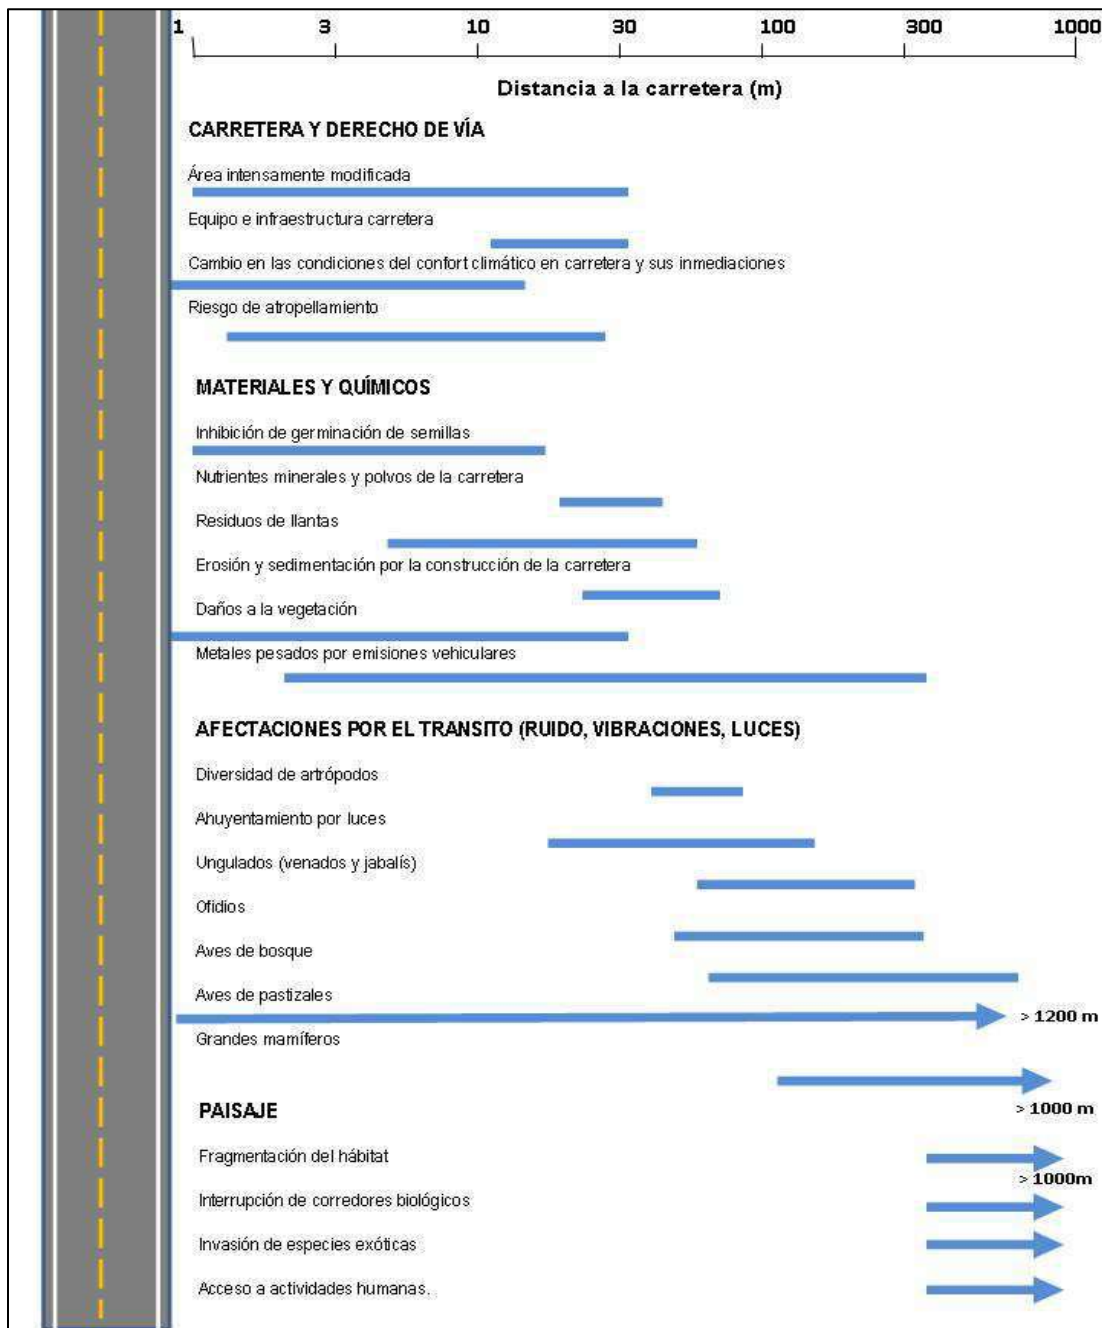 1 3 10 30 100 300 1000
Distancia a la carretera (m)
CARRETERA Y DERECHO DE VÍA
Área intensamente modificada
Equipo e infraestructura carretera
Cambio en las condiciones del confort climático en carretera y sus inmediaciones
Riesgo de atropellamiento
MATERIALES Y QUÍMICOS
Inhibición de germinación de semillas
Nutrientes minerales y polvos de la carretera
Residuos de llantas
Erosión y sedimentación por la construcción de la carretera
Daños a la vegetación
Metales pesados por emisiones vehiculares
AFECTACIONES POR EL TRANSITO (RUIDO, VIBRACIONES, LUCES)
Diversidad de artrópodos
Ahuyentamiento por luces
Ungulados (venados y jabalís)
Ofidios
Aves de bosque
Aves de pastizales
> 1200 m
Grandes mamíferos
PAISAJE
> 1000 m
Fragmentación del hábitat
> 1000m
Interrupción de corredores biológicos
Invasión de especies exóticas
Acceso a actividades humanas.